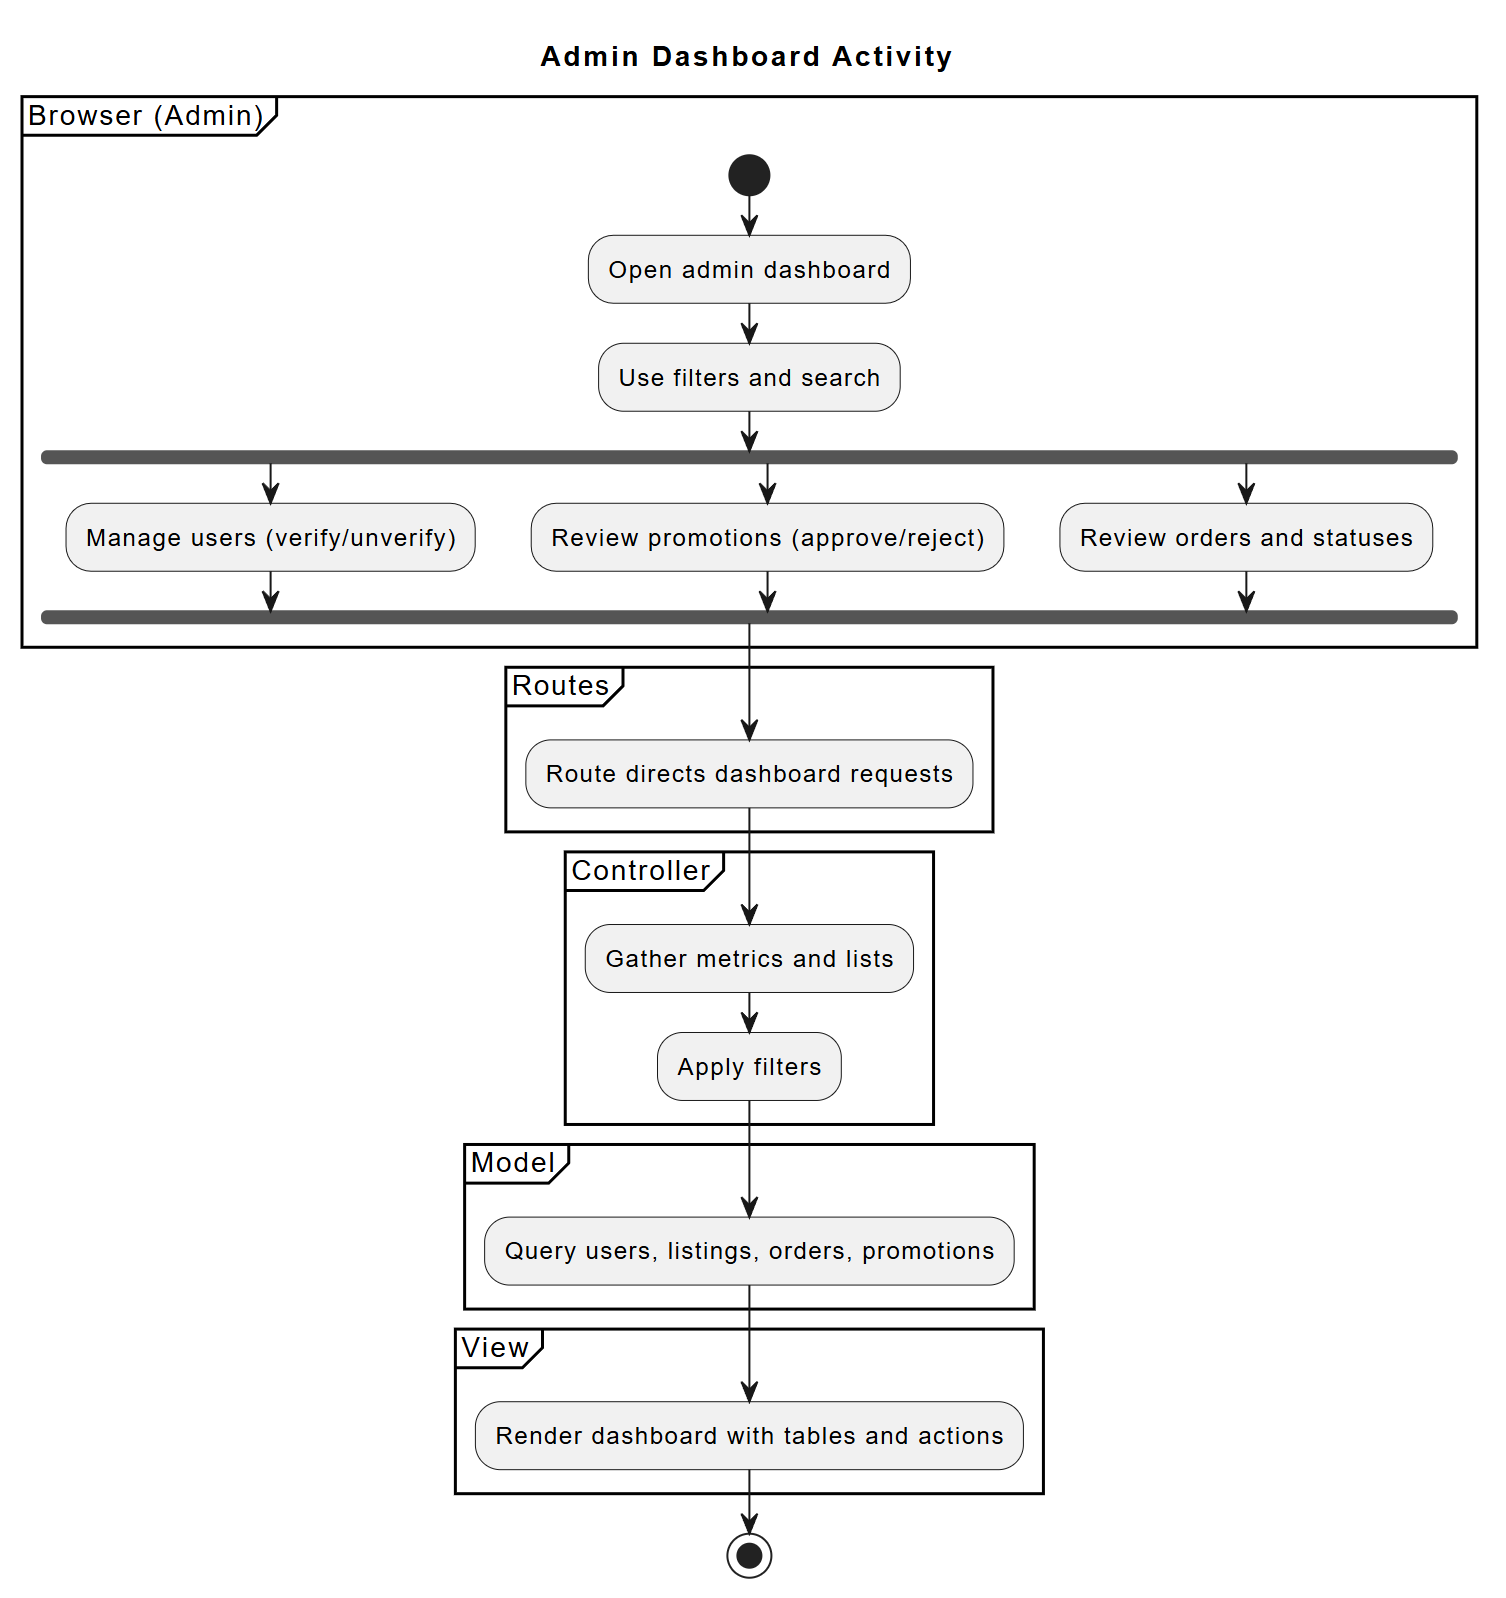 Admin Dashboard Activity
Browser (Admin)
Open admin dashboard
Use filters and search
Manage users (verify/unverify)
Review promotions (approve/reject)
Review orders and statuses
Routes
Route directs dashboard requests
Controller
Gather metrics and lists
Apply filters
Model
Query users, listings, orders, promotions
View
Render dashboard with tables and actions